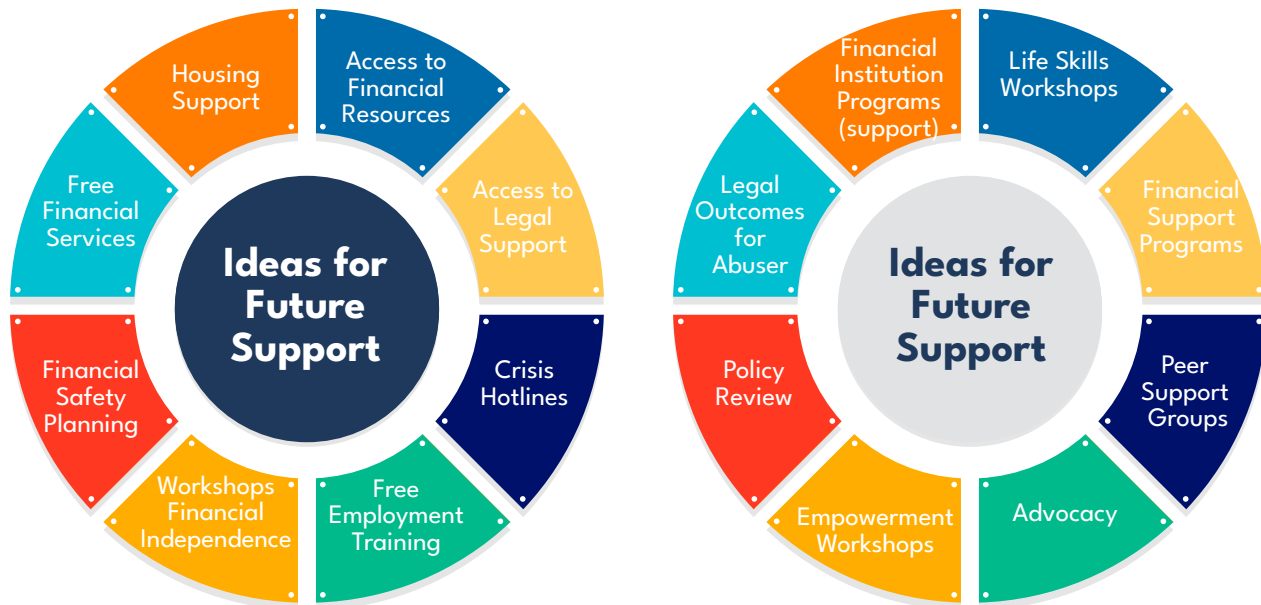 Ideas for
Future
Support
Access to
Financial
Resources
Access to
Legal
Support
Crisis
Hotlines
Free
Employment
Training
Workshops
Financial
Independence
Financial
Safety
Planning
Free
Financial
Services
Housing
Support
Ideas for
Future
Support
Life Skills
Workshops
Financial
Support
Programs
Peer
Support
Groups
Advocacy
Empowerment
Workshops
Policy
Review
Legal
Outcomes
for
Abuser
Financial
Institution
Programs
(support)